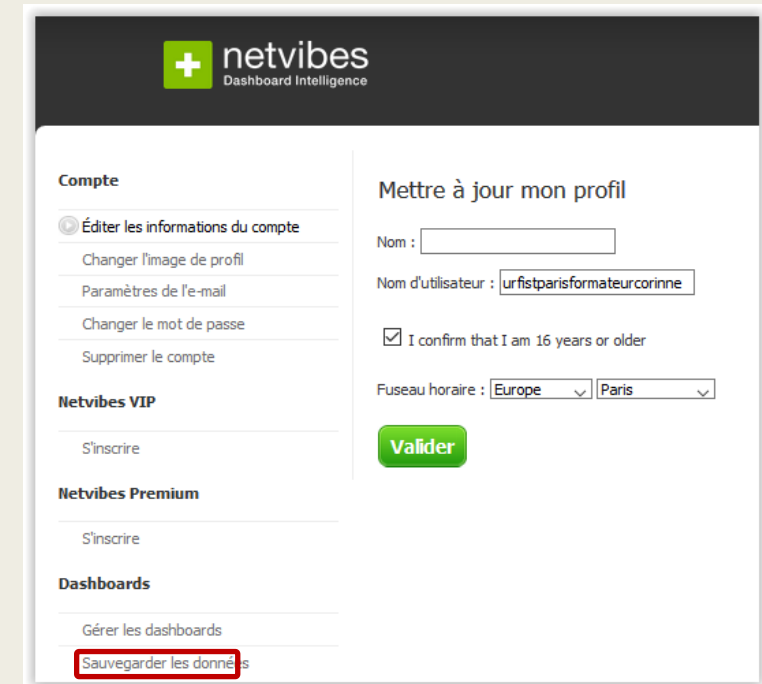 netvibes
Dashboard Intelligence
Compte
Éditer les informations du compte
Changer l'image de profil
Paramètres de l'e-mail
Changer le mot de passe
Supprimer le compte
Netvibes VIP
S'inscrire
Netvibes Premium
S'inscrire
Dashboards
Gérer les dashboards
Sauvegarder les données
Mettre à jour mon profil
Nom :
Nom d'utilisateur : urfistparisformateurcorinne
I confirm that I am 16 years or older
Fuseau horaire : Europe Paris
Valider